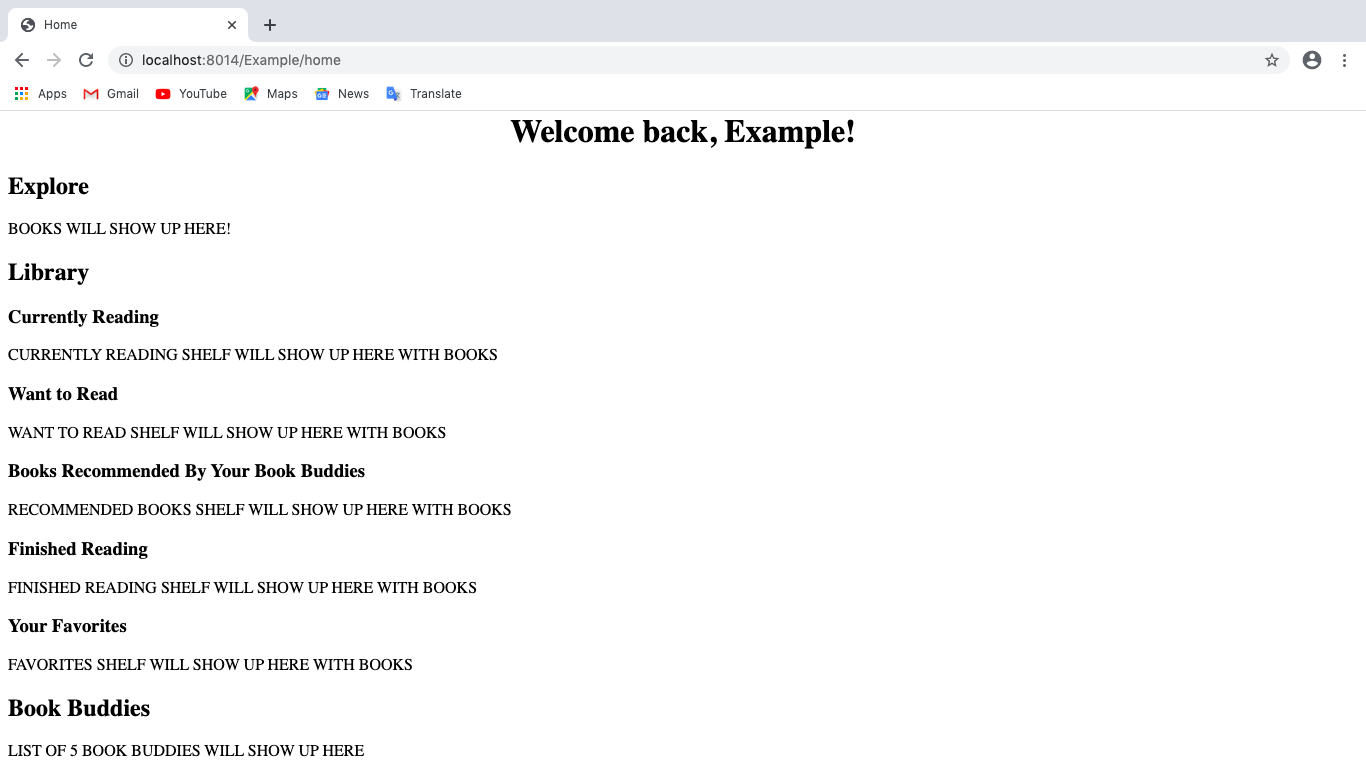 Home
localhost:8014/Example/home
Apps Gmail YouTube Maps News Translate
Welcome back, Example!
Explore
BOOKS WILL SHOW UP HERE!
Library
Currently Reading
CURRENTLY READING SHELF WILL SHOW UP HERE WITH BOOKS
Want to Read
WANT TO READ SHELF WILL SHOW UP HERE WITH BOOKS
Books Recommended By Your Book Buddies
RECOMMENDED BOOKS SHELF WILL SHOW UP HERE WITH BOOKS
Finished Reading
FINISHED READING SHELF WILL SHOW UP HERE WITH BOOKS
Your Favorites
FAVORITES SHELF WILL SHOW UP HERE WITH BOOKS
Book Buddies
LIST OF 5 BOOK BUDDIES WILL SHOW UP HERE